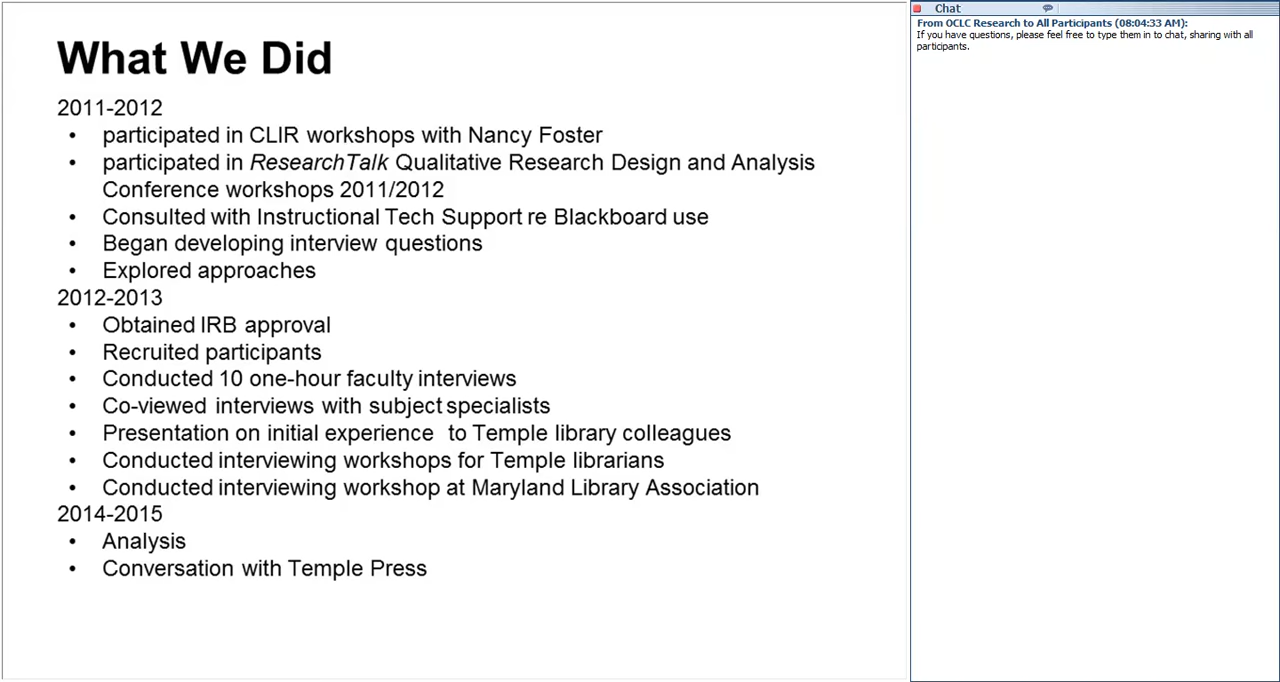 What We Did
2011-2012
• participated in CLIR workshops with Nancy Foster
• participated in ResearchTalk Qualitative Research Design and Analysis
Conference workshops 2011/2012
• Consulted with Instructional Tech Support re Blackboard use
• Began developing interview questions
• Explored approaches
2012-2013
• Obtained IRB approval
• Recruited participants
• Conducted 10 one-hour faculty interviews
• Co-viewed interviews with subject specialists
• Presentation on initial experience to Temple library colleagues
• Conducted interviewing workshops for Temple librarians
• Conducted interviewing workshop at Maryland Library Association
2014-2015
• Analysis
• Conversation with Temple Press
Chat
From OCLC Research to All Participants (08:04:33 AM):
If you have questions, please feel free to type them in to chat, sharing with all
participants.